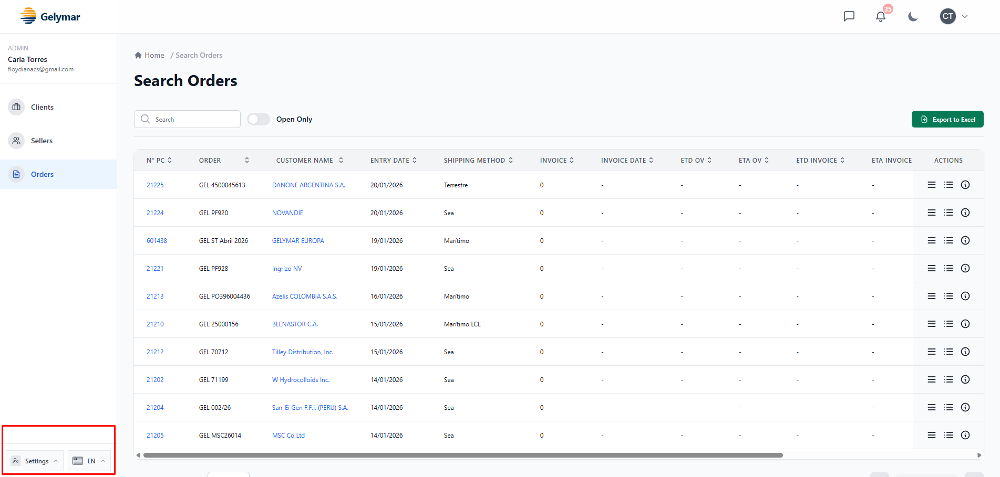 Gelymar
35
CT
ADMIN
Carla Torres
floydianacs@gmail.com
Clients
Sellers
Orders
Settings
EN
Home / Search Orders
Search Orders
Search
Open Only
Export to Excel
N° PC ORDER CUSTOMER NAME ENTRY DATE SHIPPING METHOD INVOICE INVOICE DATE ETD OV ETA OV ETD INVOICE ETA INVOICE ACTIONS
21225 GEL 4500045613 DANONE ARGENTINA S.A. 20/01/2026 Terrestre 0 - - - - -
21224 GEL PF920 NOVANDIE 20/01/2026 Sea 0 - - - - -
601438 GEL ST Abril 2026 GELYMAR EUROPA 19/01/2026 Marítimo 0 - - - - -
21221 GEL PF928 Ingrizo NV 19/01/2026 Sea 0 - - - - -
21213 GEL PO396004436 Azelis COLOMBIA S.A.S. 16/01/2026 Marítimo 0 - - - - -
21210 GEL 25000156 BLENASTOR C.A. 15/01/2026 Marítimo LCL 0 - - - - -
21212 GEL 70712 Tilley Distribution, Inc. 15/01/2026 Sea 0 - - - - -
21202 GEL 71199 W Hydrocolloids Inc. 14/01/2026 Sea 0 - - - - -
21204 GEL 002/26 San-Ei Gen F.F.I. (PERU) S.A. 14/01/2026 Sea 0 - - - - -
21205 GEL MSC26014 MSC Co Ltd 14/01/2026 Sea 0 - - - - -